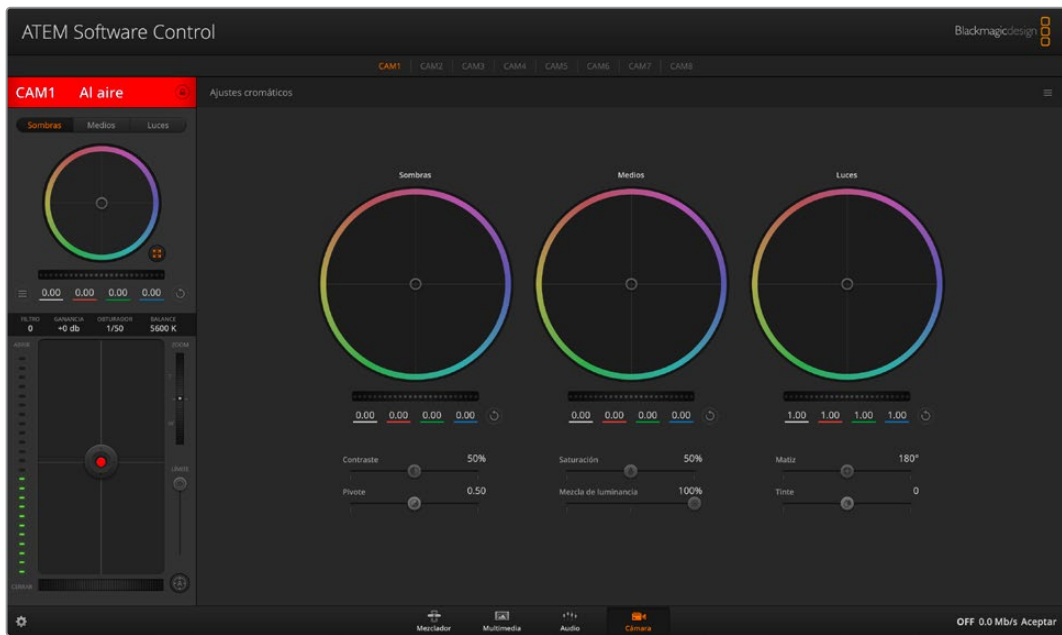 ATEM Software Control
Blackmagicdesign
CAM1 CAM2 CAM3 CAM4 CAM5 CAM6 CAM7 CAM8
CAM1 Al aire
Ajustes cromáticos
Sombras Medios Luces
Sombras Medios Luces
0.00 0.00 0.00 0.00
FILTRO GANANCIA OBTURADOR BALANCE
0 +0 db 1/50 5600 K
ZOOM
0.00 0.00 0.00 0.00 0.00 0.00 0.00 0.00 1.00 1.00 1.00 1.00
Contraste 50% Saturación 50% Matiz 180°
LÍMITE
Pivote 0.50 Mezcla de luminancia 100% Tinte 0
CERRAR
Mezclador Multimedia Audio Cámara
OFF 0.0 Mb/s Aceptar